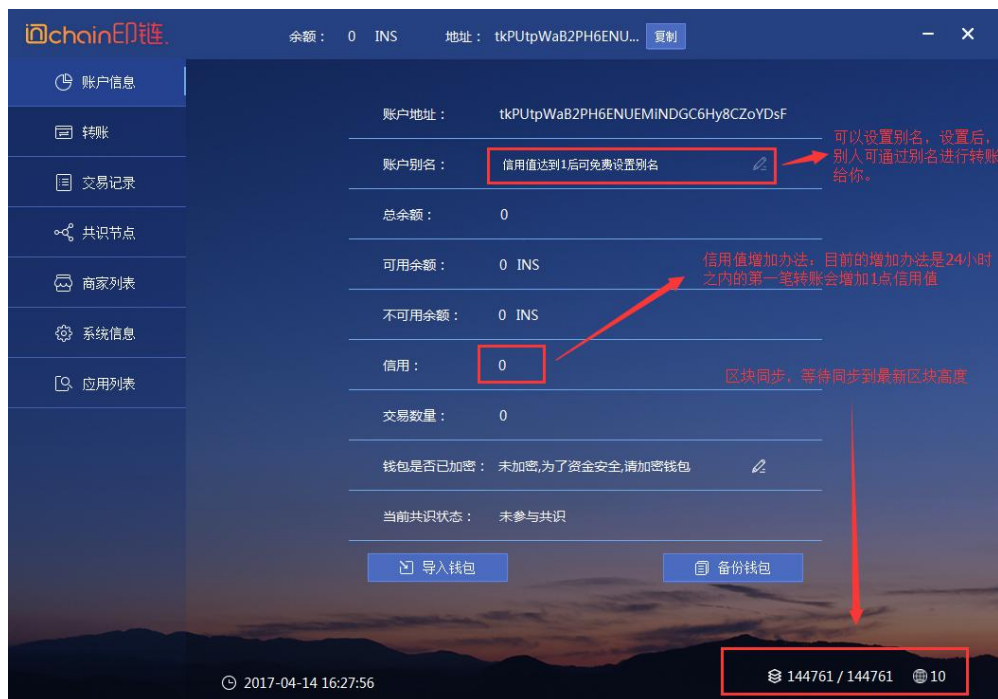 inchain印链.
余额： 0 INS 地址： tkPUtpWaB2PH6ENU... 复制
账户信息
转账
交易记录
共识节点
商家列表
系统信息
应用列表
账户地址： tkPUtpWaB2PH6ENUEMiNDGC6Hy8CZoYDsF
账户别名： 信用值达到1后可免费设置别名
可以设置别名，设置后，
别人可通过别名进行转账
给你。
总余额： 0
可用余额： 0 INS
信用值增加办法：目前的增加办法是24小时
之内的第一笔转账会增加1点信用值
不可用余额： 0 INS
信用： 0
区块同步，等待同步到最新区块高度
交易数量： 0
钱包是否已加密： 未加密,为了资金安全,请加密钱包
当前共识状态： 未参与共识
导入钱包 备份钱包
2017-04-14 16:27:56 144761 / 144761 10